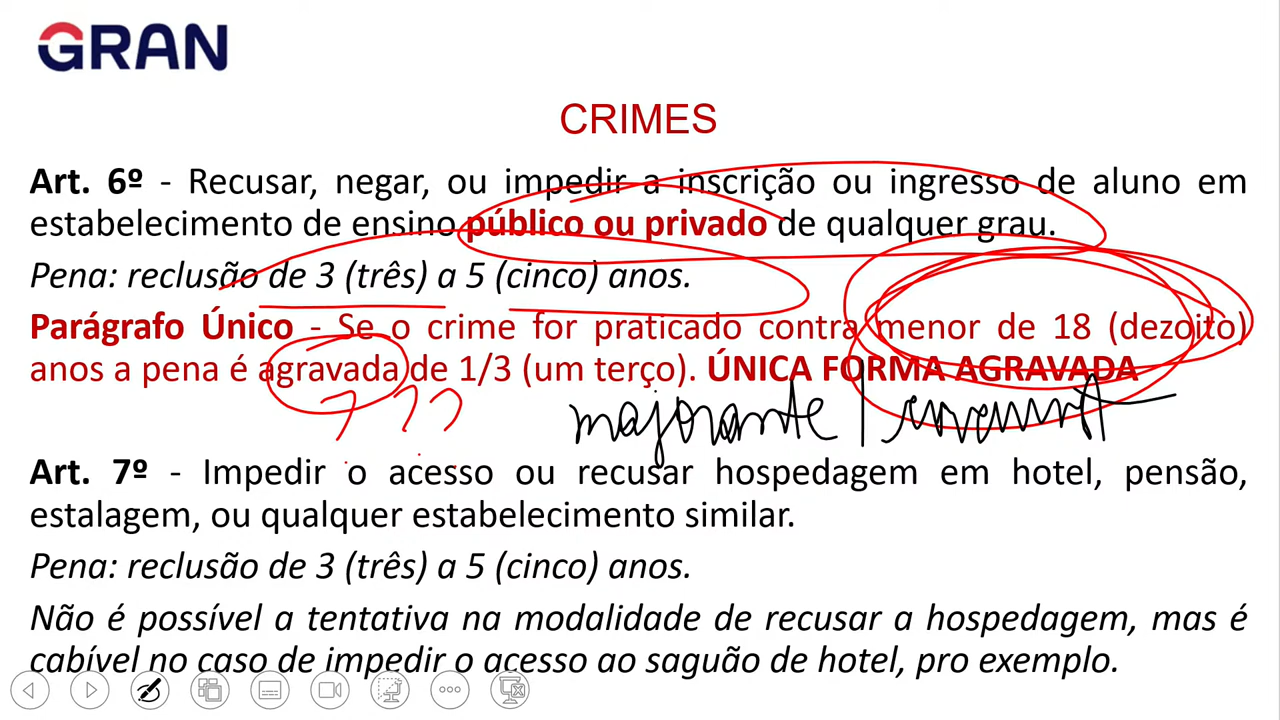 GRAN
CRIMES
Art. 6º - Recusar, negar, ou impedir a inscrição ou ingresso de aluno em
estabelecimento de ensino público ou privado de qualquer grau.
Pena: reclusão de 3 (três) a 5 (cinco) anos.
Parágrafo Único - Se o crime for praticado contra menor de 18 (dezoito)
anos a pena é agravada de 1/3 (um terço). ÚNICA FORMA AGRAVADA
? ? ? majorante
Art. 7º - Impedir o acesso ou recusar hospedagem em hotel, pensão,
estalagem, ou qualquer estabelecimento similar.
Pena: reclusão de 3 (três) a 5 (cinco) anos.
Não é possível a tentativa na modalidade de recusar a hospedagem, mas é
cabível no caso de impedir o acesso ao saguão de hotel, pro exemplo.